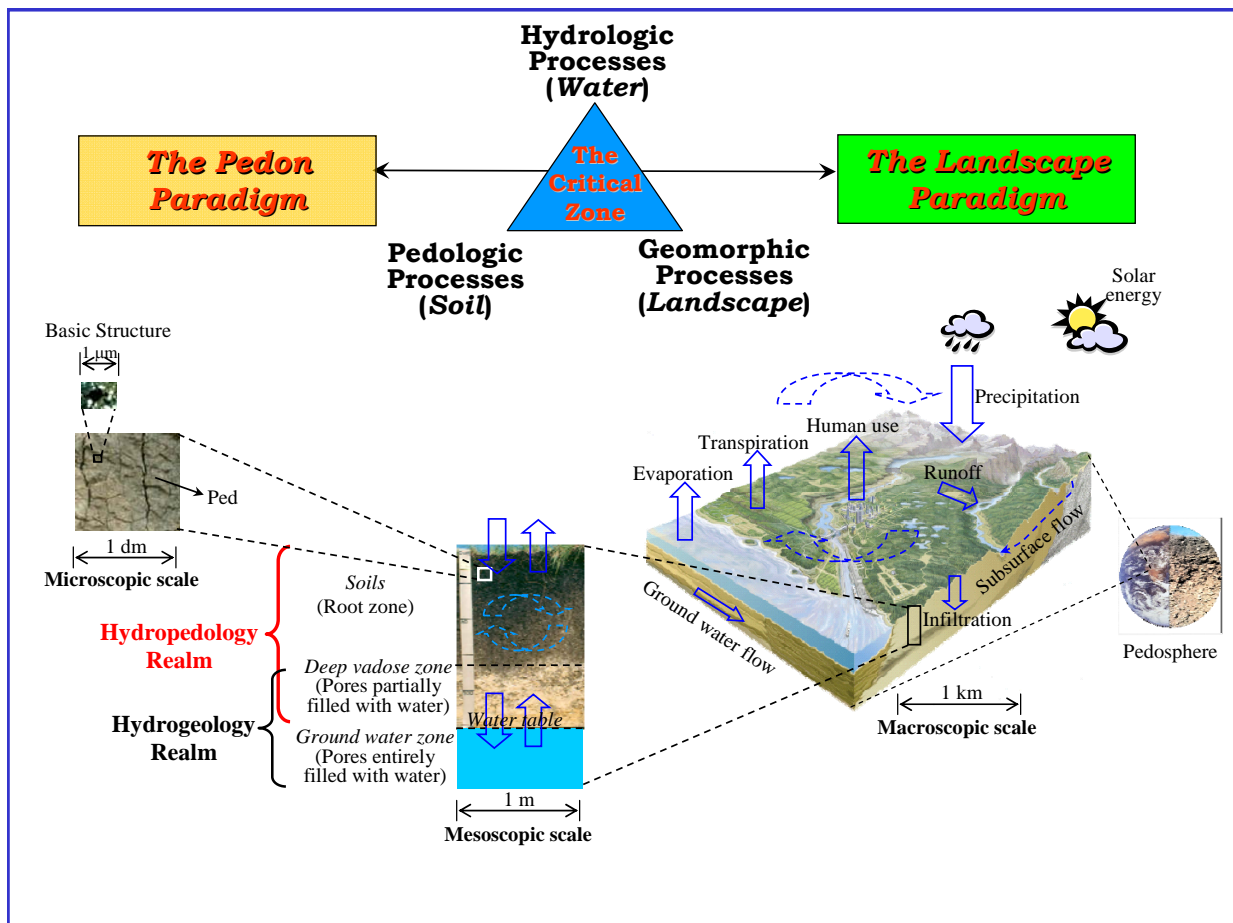 Hydrologic
Processes
(Water)
The Pedon
Paradigm
The
Critical
Zone
The Landscape
Paradigm
Pedologic
Processes
(Soil)
Geomorphic
Processes
(Landscape)
Solar
energy
Basic Structure
1 μm
Ped
1 dm
Microscopic scale
Precipitation
Human use
Transpiration
Evaporation
Runoff
Subsurface flow
Ground water flow
Infiltration
Pedosphere
1 km
Macroscopic scale
Soils
(Root zone)
Hydropedology
Realm
Deep vadose zone
(Pores partially
filled with water)
Hydrogeology
Realm
Water table
Ground water zone
(Pores entirely
filled with water)
1 m
Mesoscopic scale